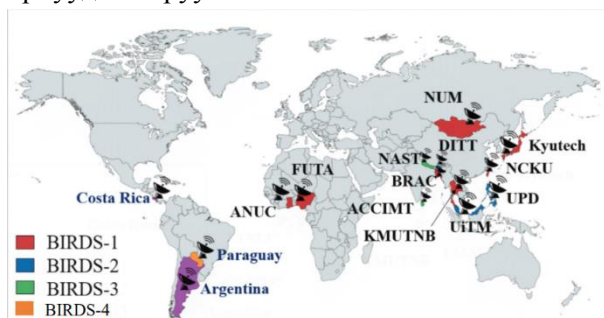 NUM
DITT
Kyutech
NAST
NCKU
FUTA
BRAC
Costa Rica
UPD
ANUC
ACCIMT
UiTM
KMUTNB
Paraguay
Argentina
BIRDS-1
BIRDS-2
BIRDS-3
BIRDS-4